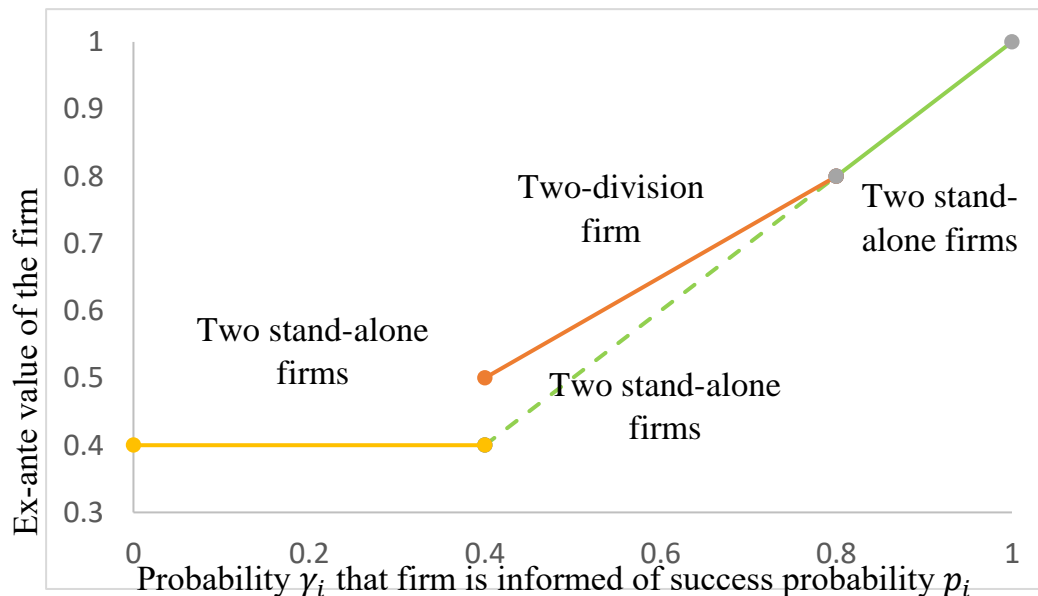 Ex-ante value of the firm
1
0.9
0.8
0.7
0.6
0.5
0.4
0.3
Two-division
firm
Two stand-
alone firms
Two stand-alone
firms
Two stand-alone
firms
0 0.2 0.4 0.6 0.8 1
Probability γᵢ that firm is informed of success probability pᵢ